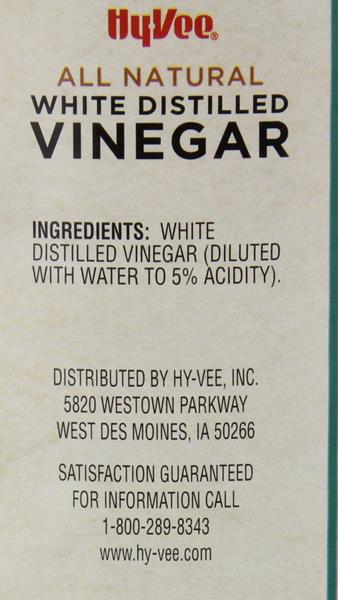 HyVee®
ALL NATURAL
WHITE DISTILLED
VINEGAR
INGREDIENTS: WHITE
DISTILLED VINEGAR (DILUTED
WITH WATER TO 5% ACIDITY).
DISTRIBUTED BY HY-VEE, INC.
5820 WESTOWN PARKWAY
WEST DES MOINES, IA 50266
SATISFACTION GUARANTEED
FOR INFORMATION CALL
1-800-289-8343
www.hy-vee.com